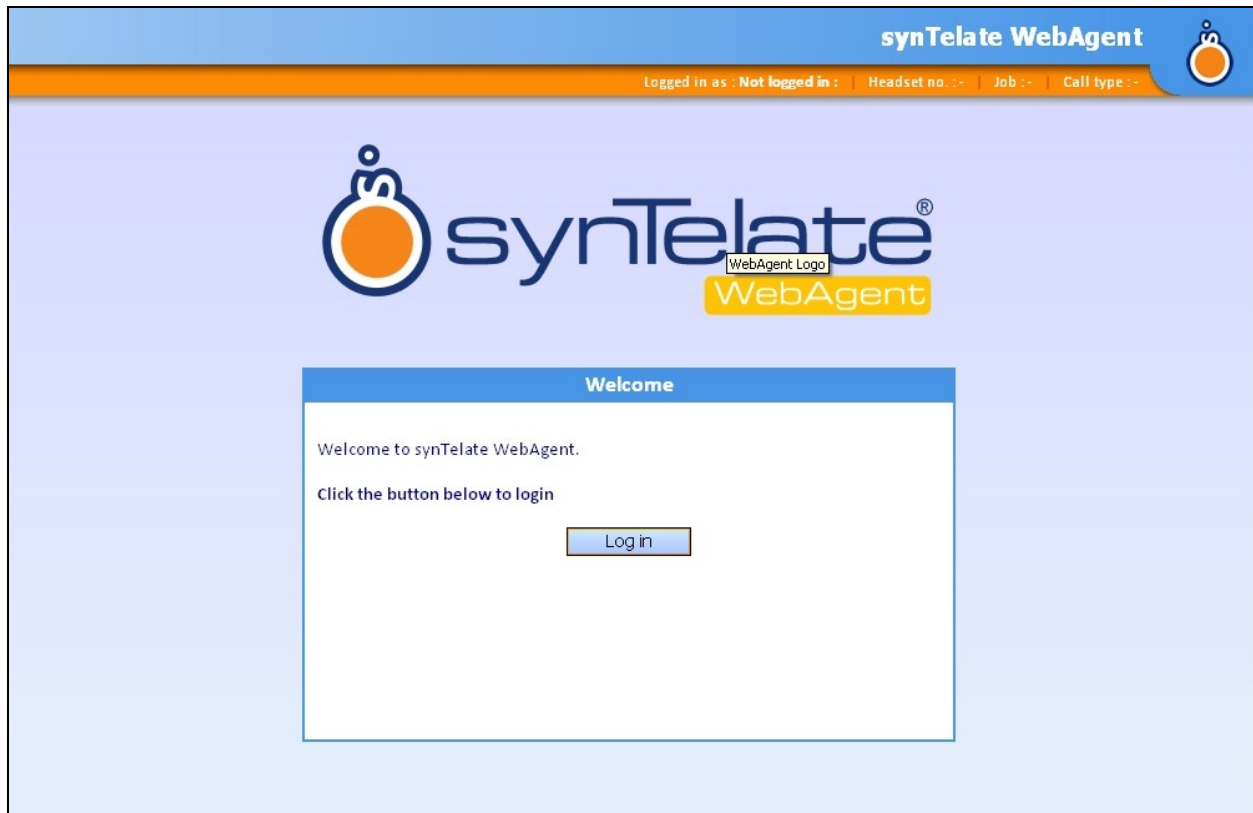 synTelate WebAgent
Logged in as : Not logged in : | Headset no. : - | Job : - | Call type : -
synTelate®
WebAgent Logo
WebAgent
Welcome
Welcome to synTelate WebAgent.
Click the button below to login
Log in